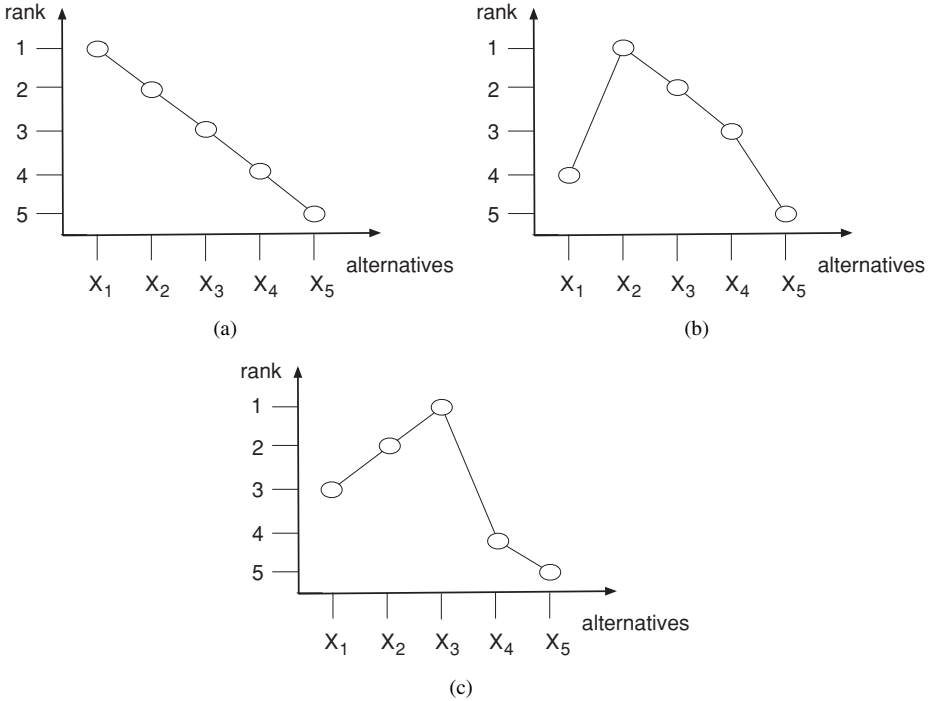 rank
1
2
3
4
5
X1 X2 X3 X4 X5
alternatives
(a)
rank
1
2
3
4
5
X1 X2 X3 X4 X5
alternatives
(b)
rank
1
2
3
4
5
X1 X2 X3 X4 X5
alternatives
(c)